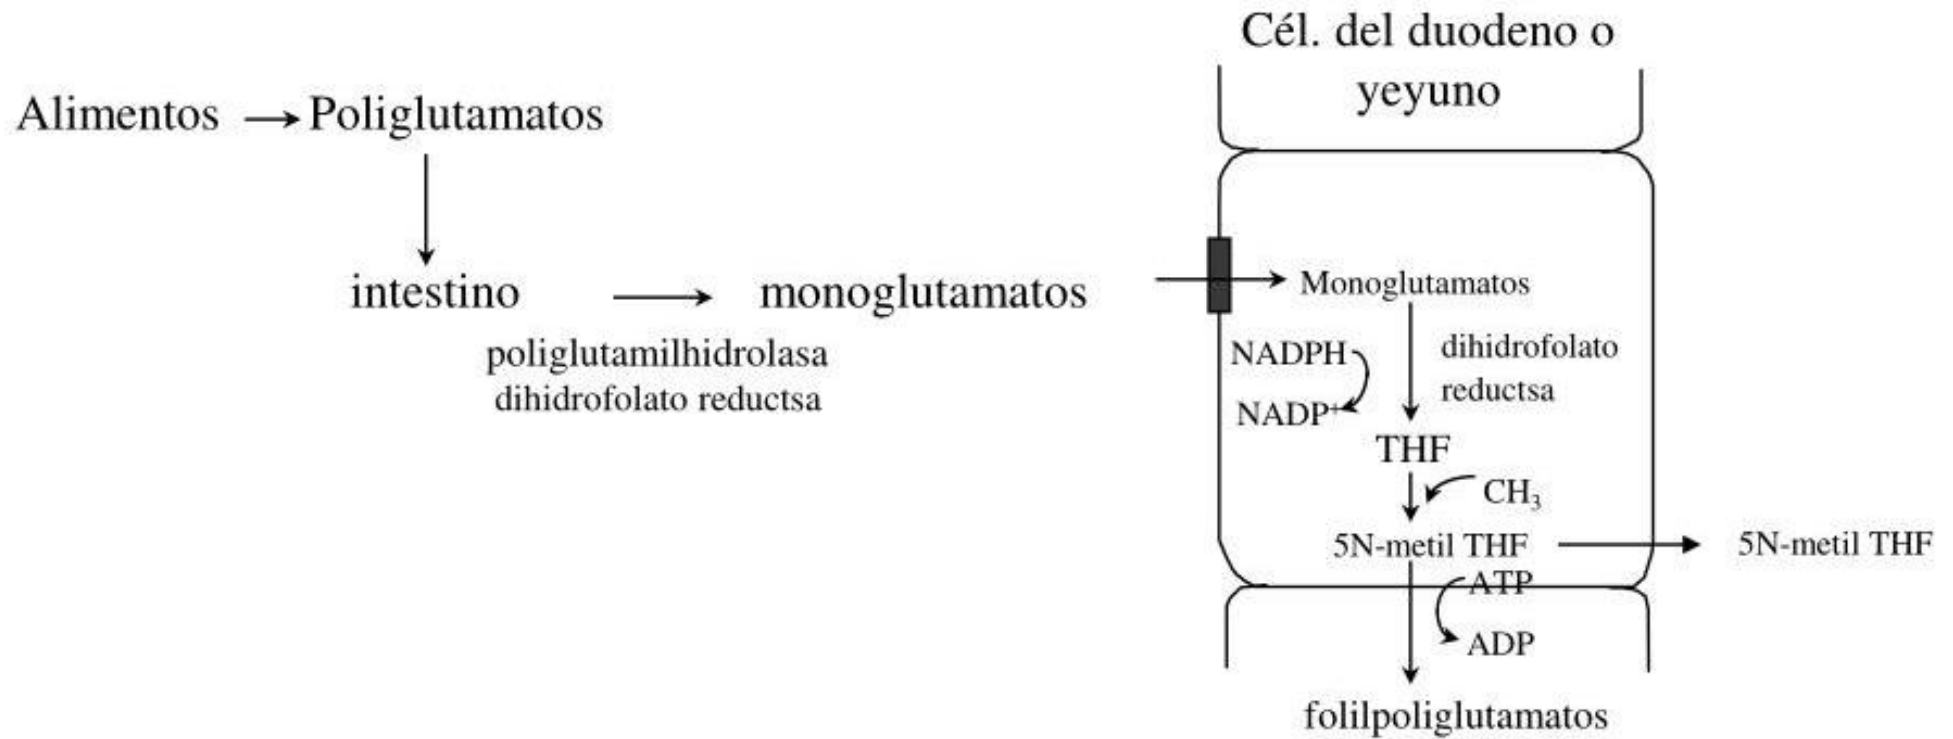 Cél. del duodeno o
yeyuno
Alimentos → Poliglutamatos
intestino → monoglutamatos
poliglutamilhidrolasa
dihidrofolato reductsa
Monoglutamatos
NADPH
NADP+
dihidrofolato
reductsa
THF
CH₃
5N-metil THF
5N-metil THF
ATP
ADP
folilpoliglutamatos